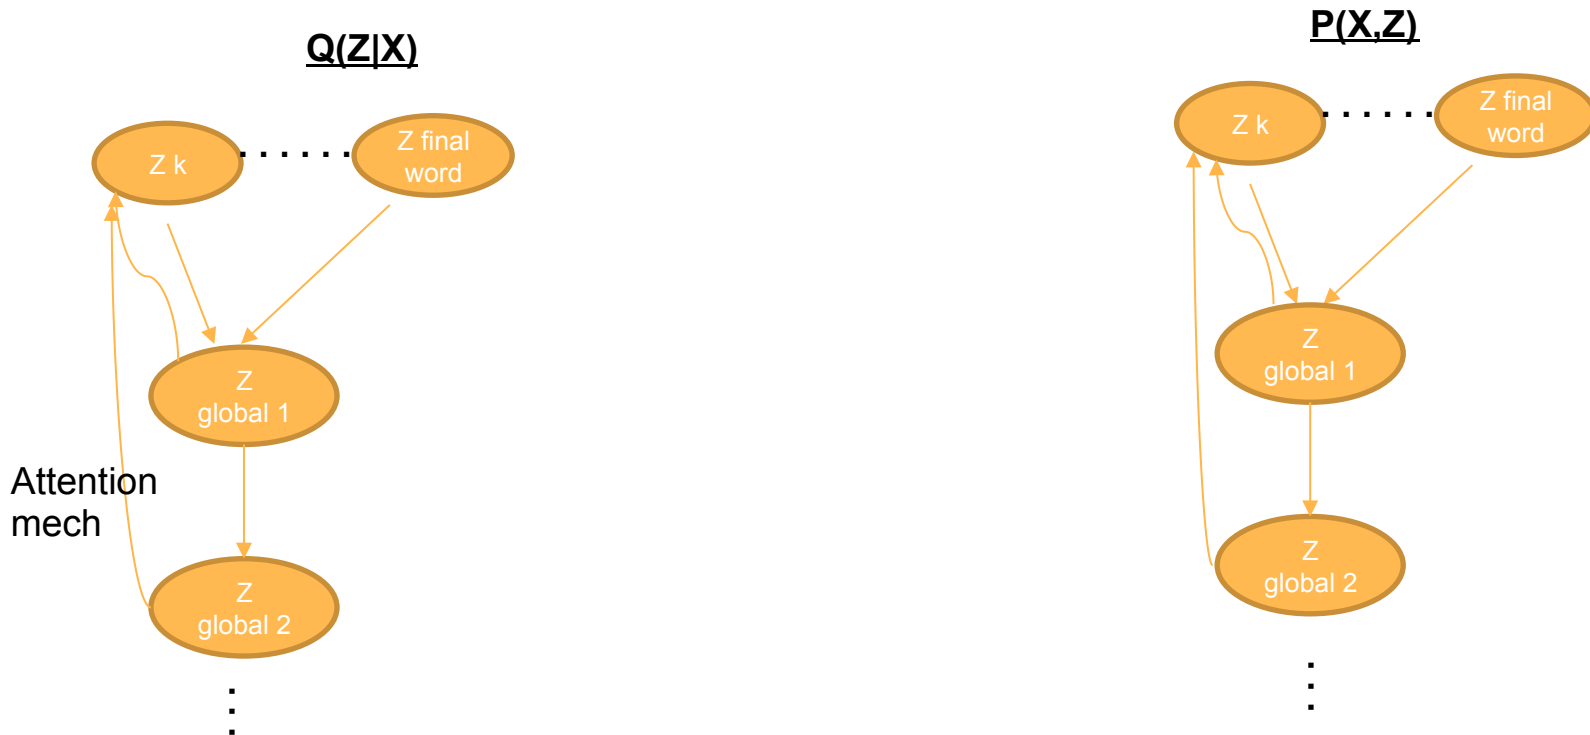 Q(Z|X)
Z k
Z final
word
Z
global 1
Attention
mech
Z
global 2
P(X,Z)
Z k
Z final
word
Z
global 1
Z
global 2